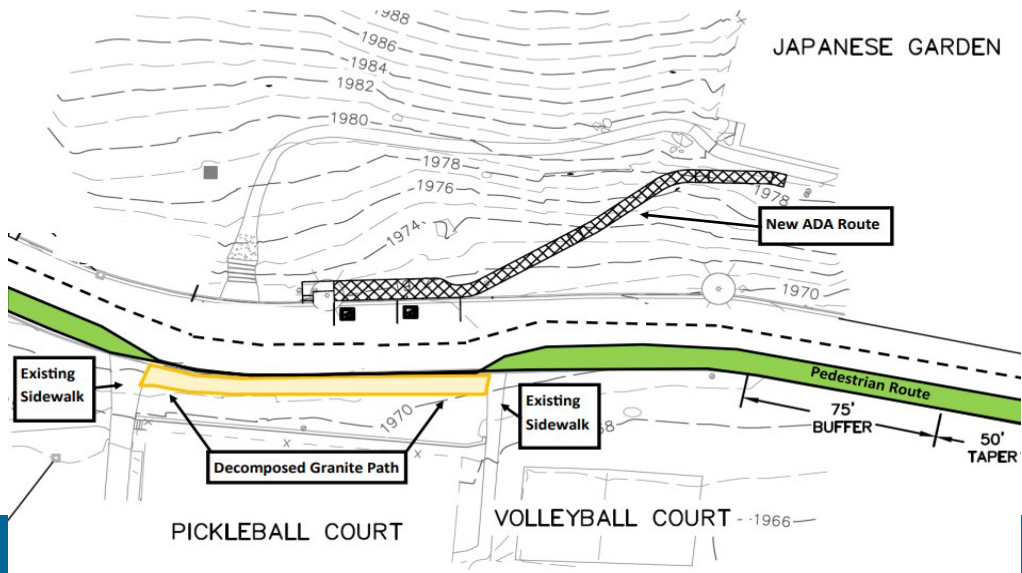 1988
1986
1984
1982
1980
1978
1976
1974
JAPANESE GARDEN
1978
New ADA Route
1970
Existing
Sidewalk
Pedestrian Route
75'
BUFFER
50'
TAPER
1970
Existing
Sidewalk
Decomposed Granite Path
PICKLEBALL COURT
VOLLEYBALL COURT
1966